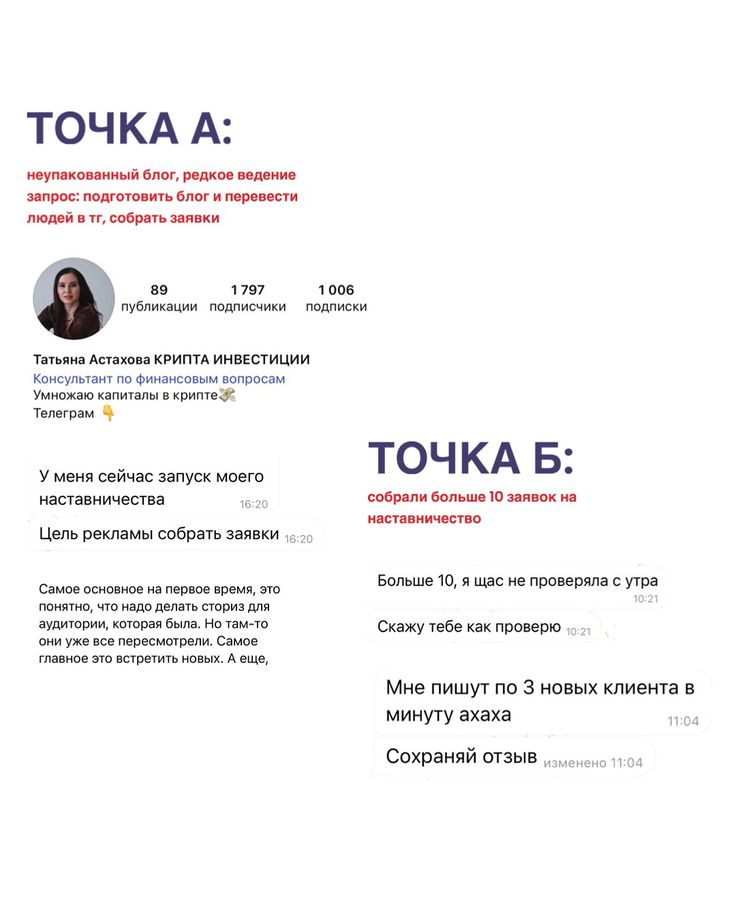 ТОЧКА А:
неупакованный блог, редкое ведение
запрос: подготовить блог и перевести
людей в тг, собрать заявки
89 1 797 1 006
публикации подписчики подписки
Татьяна Астахова КРИПТА ИНВЕСТИЦИИ
Консультант по финансовым вопросам
Умножаю капиталы в крипте💸
Телеграм 👇
У меня сейчас запуск моего
наставничества 16:20
Цель рекламы собрать заявки 16:20
Самое основное на первое время, это
понятно, что надо делать сториз для
аудитории, которая была. Но там-то
они уже все пересмотрели. Самое
главное это встретить новых. А еще,
ТОЧКА Б:
собрали больше 10 заявок на
наставничество
Больше 10, я щас не проверяла с утра
10:21
Скажу тебе как проверю 10:21
Мне пишут по 3 новых клиента в
минуту ахаха 11:04
Сохраняй отзыв изменено 11:04